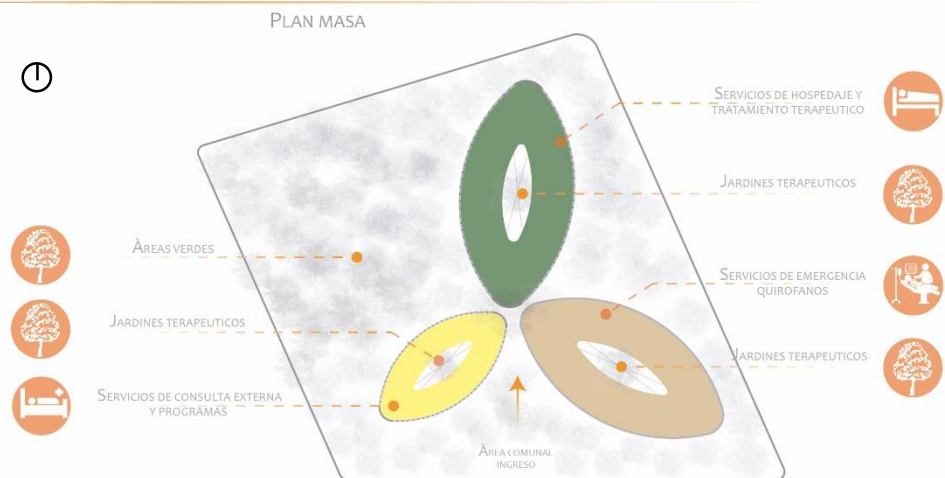 PLAN MASA
SERVICIOS DE HOSPEDAJE Y
TRATAMIENTO TERAPEUTICO
JARDINES TERAPEUTICOS
ÀREAS VERDES
SERVICIOS DE EMERGENCIA
QUIROFANOS
JARDINES TERAPEUTICOS
JARDINES TERAPEUTICOS
SERVICIOS DE CONSULTA EXTERNA
Y PROGRAMAS
ÀREA COMUNAL
INGRESO